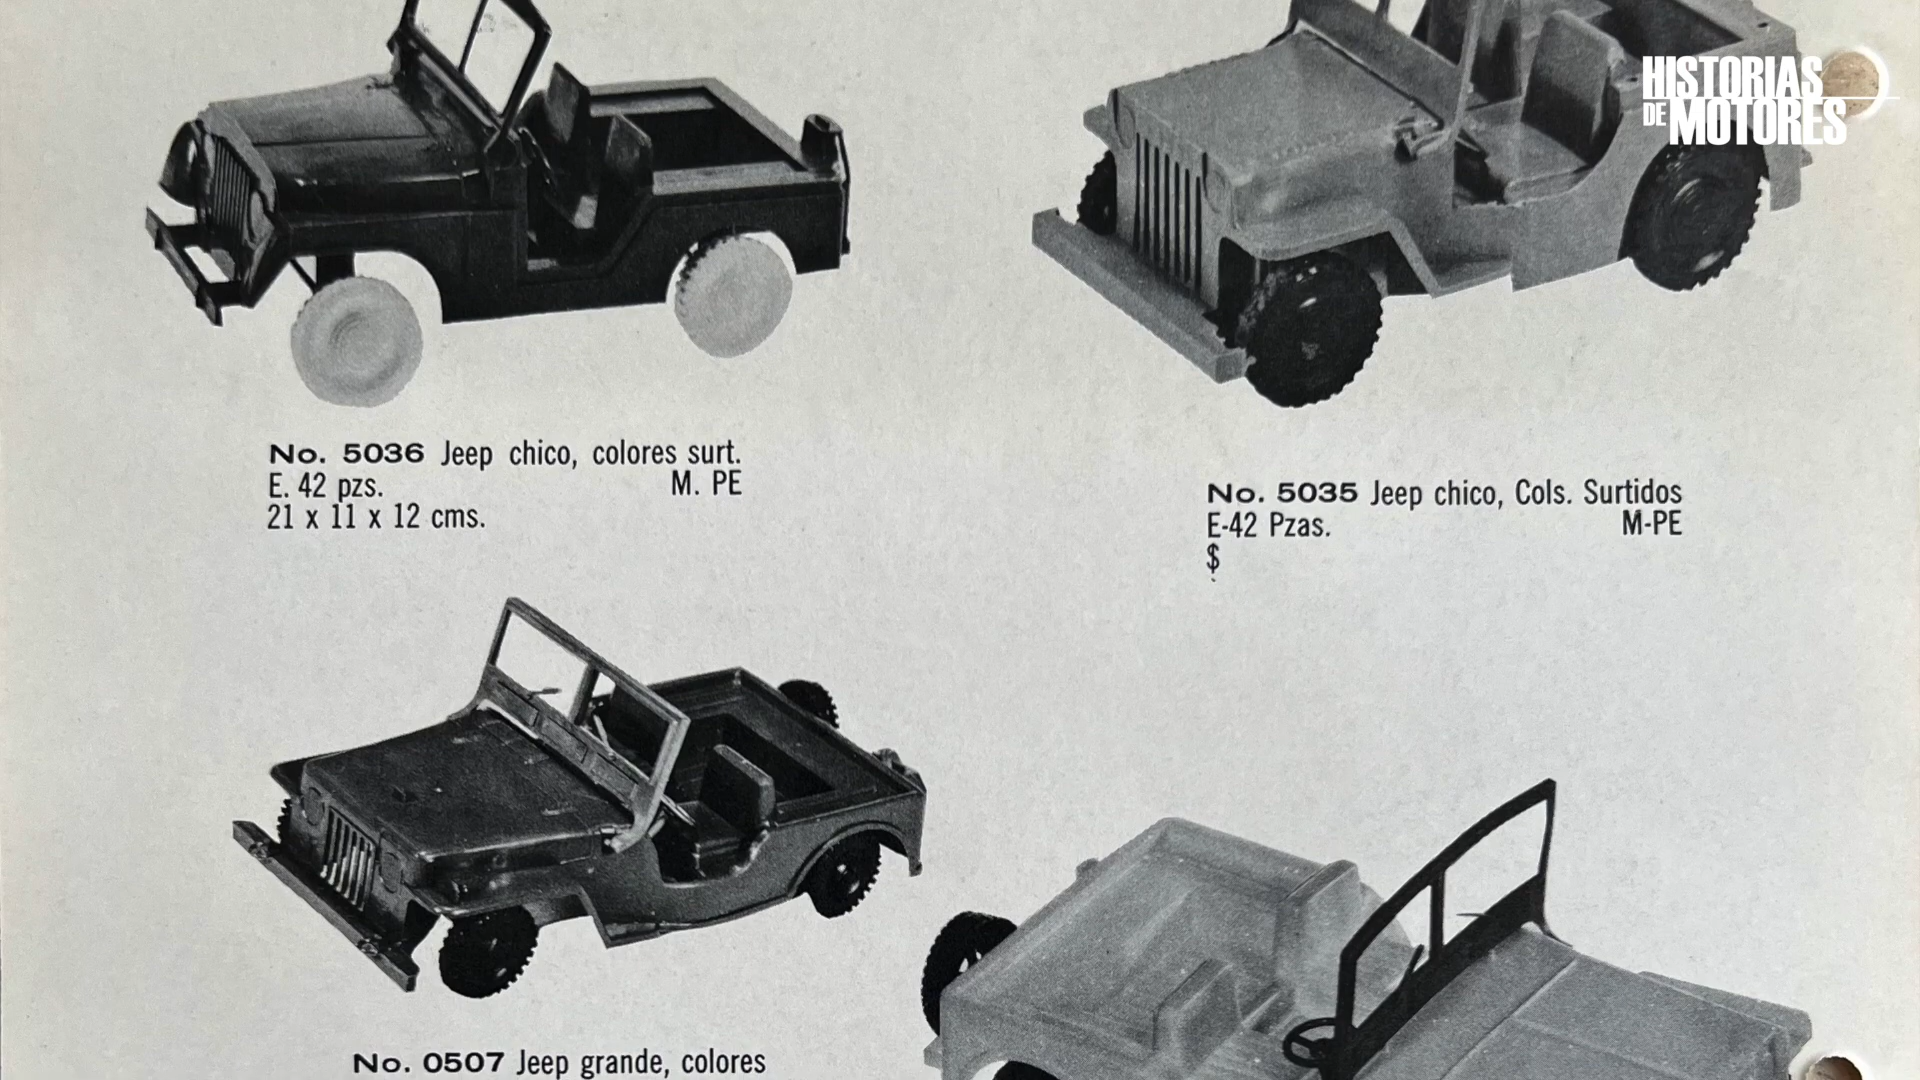 HISTORIAS
DE MOTORES
No. 5036 Jeep chico, colores surt.
E. 42 pzs. M. PE
21 x 11 x 12 cms.
No. 5035 Jeep chico, Cols. Surtidos
E-42 Pzas. M-PE
$
No. 0507 Jeep grande, colores